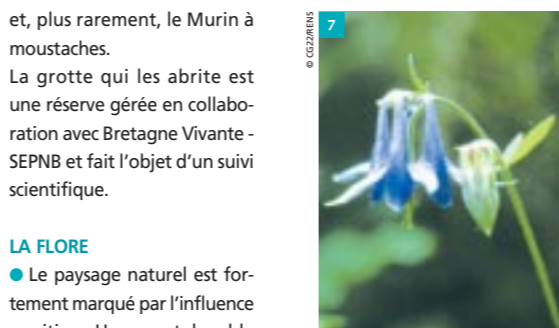 et, plus rarement, le Murin à
moustaches.
La grotte qui les abrite est
une réserve gérée en collabo-
ration avec Bretagne Vivante -
SEPNB et fait l'objet d'un suivi
scientifique.
LA FLORE
● Le paysage naturel est for-
tement marqué par l'influence
© CG22/RENS
7